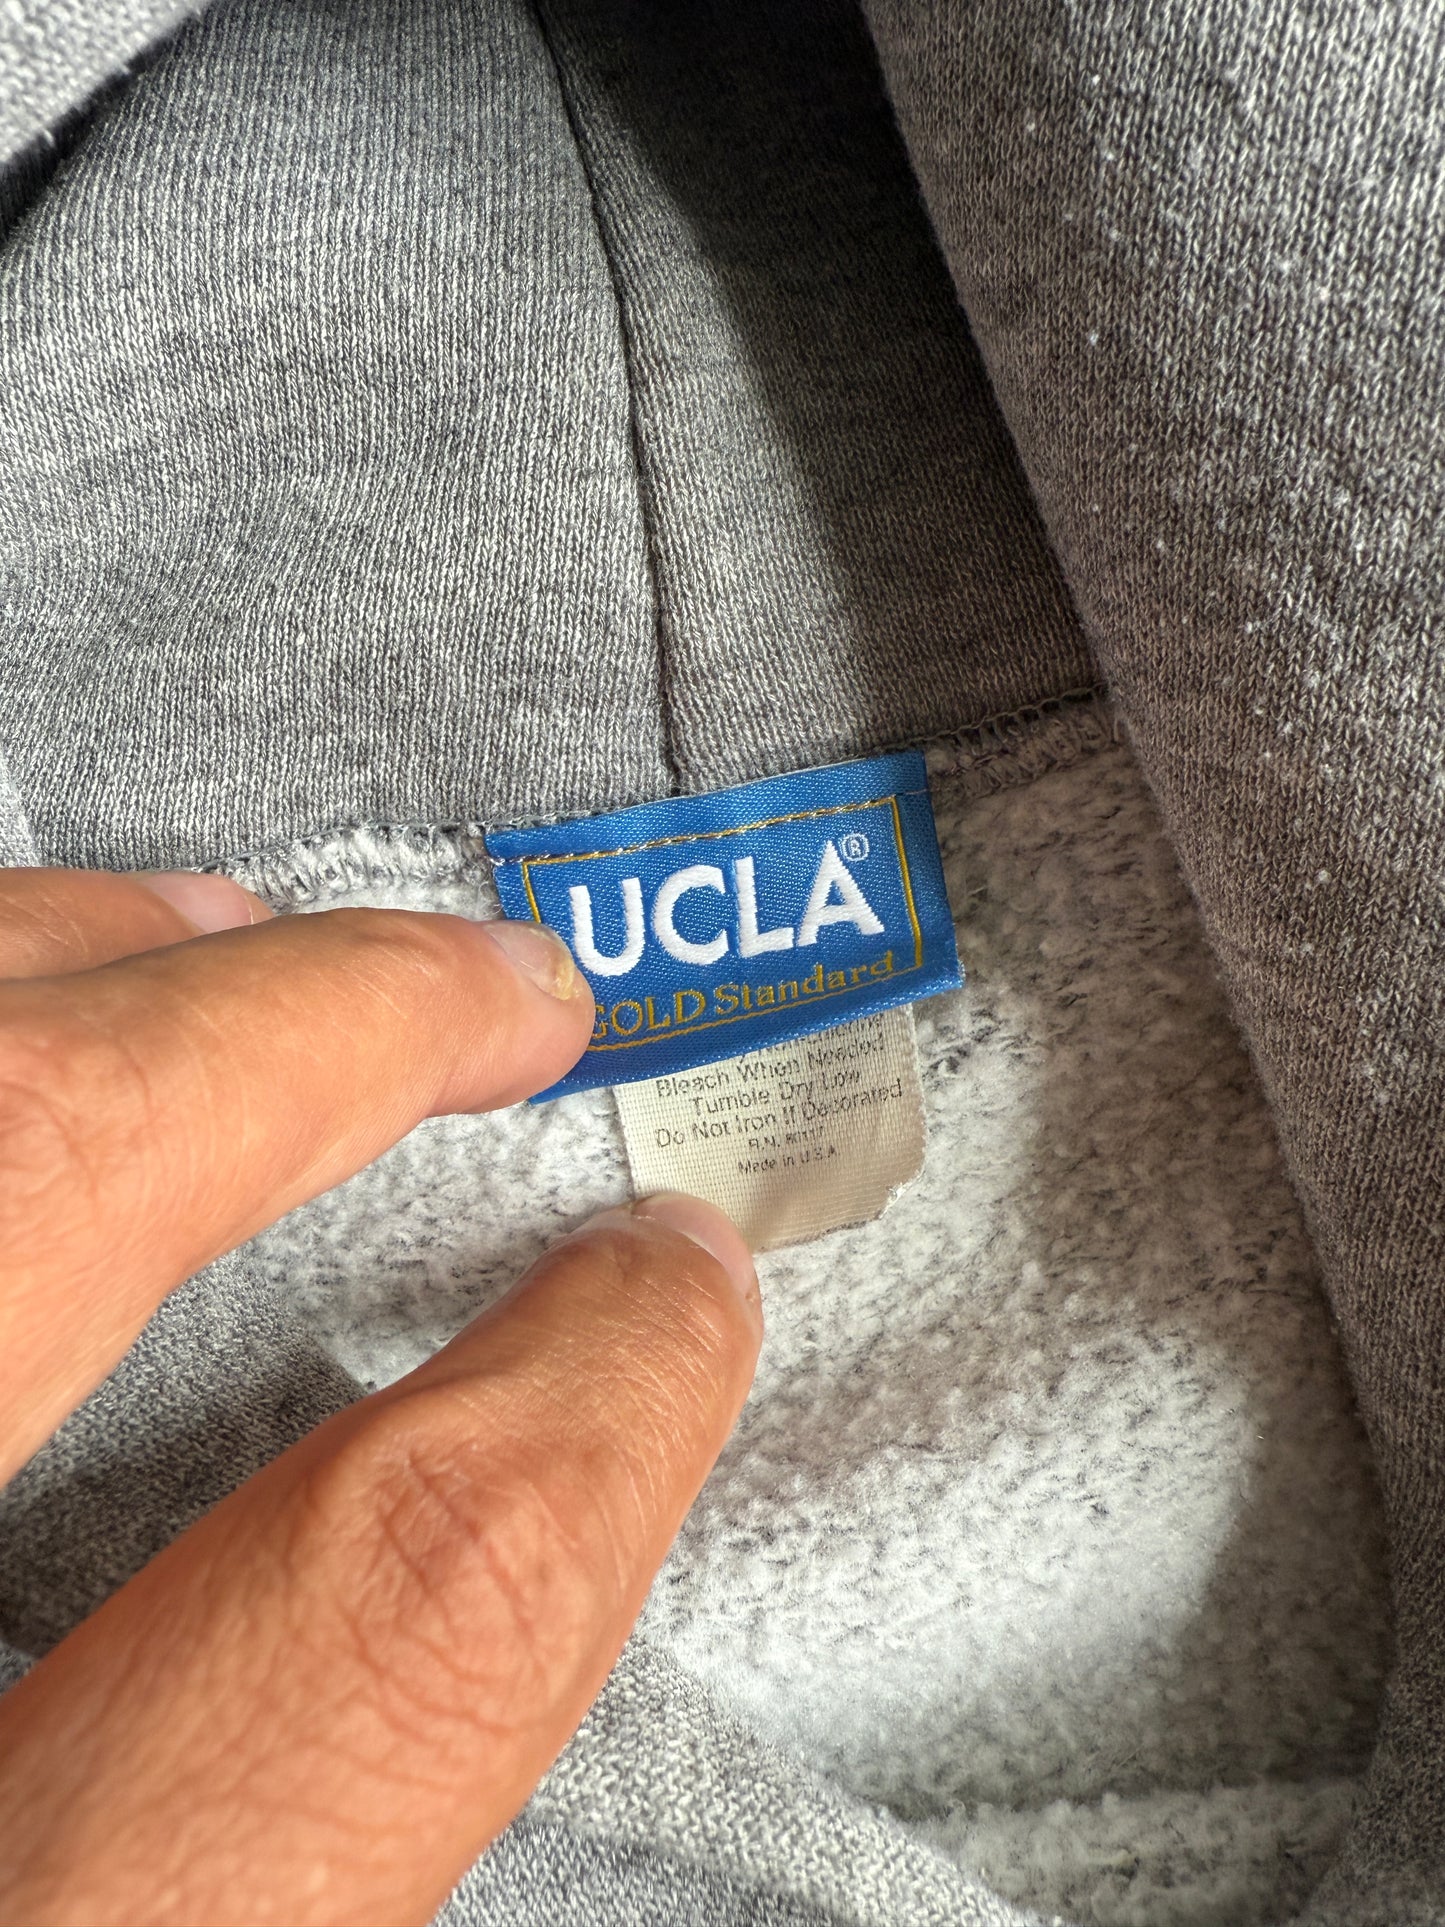 UCLA®
GOLD Standard
Bleach When Needed
Tumble Dry Low
Do Not Iron If Decorated
R.N.
Made in U.S.A.